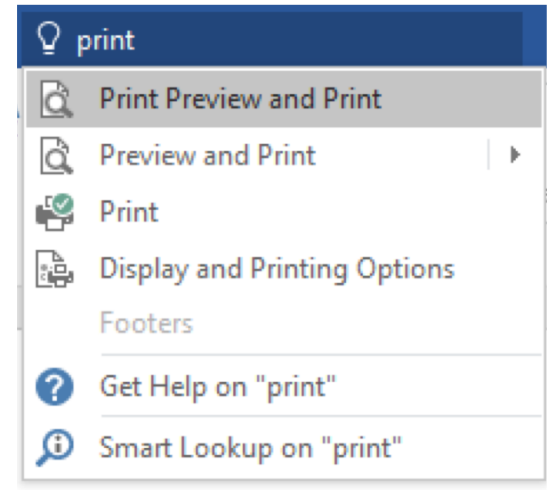 print
Print Preview and Print
Preview and Print
Print
Display and Printing Options
Footers
Get Help on "print"
Smart Lookup on "print"